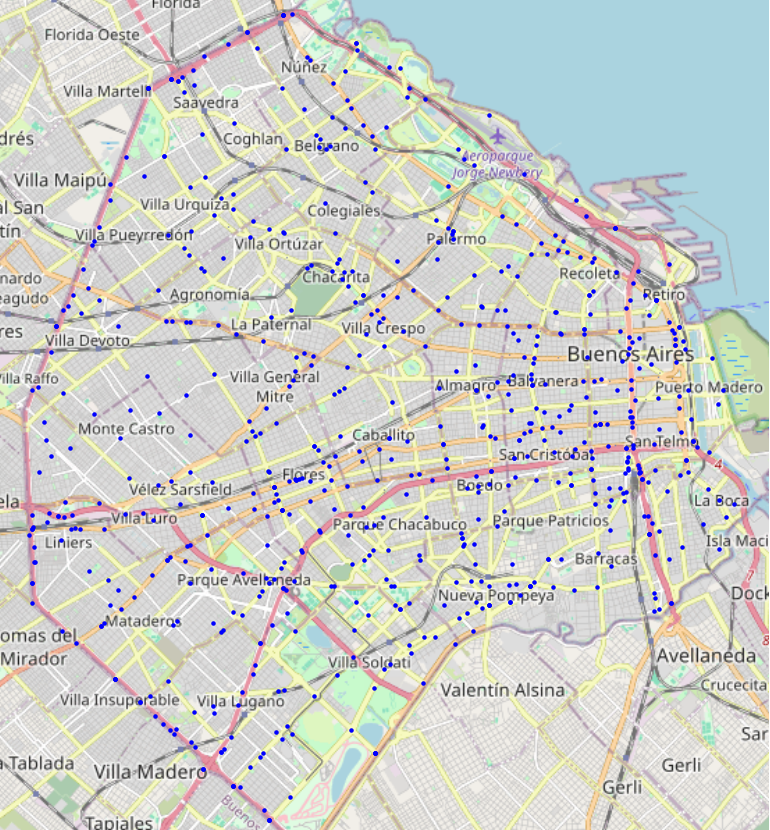 Florida
Florida Oeste
Núñez
Villa Martelli
Saavedra
drés
Coghlan
Belgrano
Aeroparque
Jorge Newbery
Villa Maipú
al San
tín
Villa Urquiza
Colegiales
Villa Pueyrredón
Villa Ortúzar
Palermo
nardo
eagudo
Chacarita
Recoleta
Agronomía
Retiro
res
La Paternal
Villa Crespo
Villa Devoto
Buenos Aires
Villa Raffo
Villa General
Mitre
Almagro
Balvanera
Puerto Madero
Monte Castro
Caballito
San Telmo
San Cristóbal
4
Flores
Vélez Sarsfield
Boedo
ela
La Boca
Villa Luro
Parque Chacabuco
Parque Patricios
Liniers
Isla Maci
Barracas
7
Parque Avellaneda
Nueva Pompeya
Dock
Mataderos
omas del
Mirador
8
Villa Soldati
Avellaneda
Crucecita
Villa Insuperable
Villa Lugano
Valentín Alsina
Sar
a Tablada
Villa Madero
Gerli
Gerli
Buenos
Tapiales